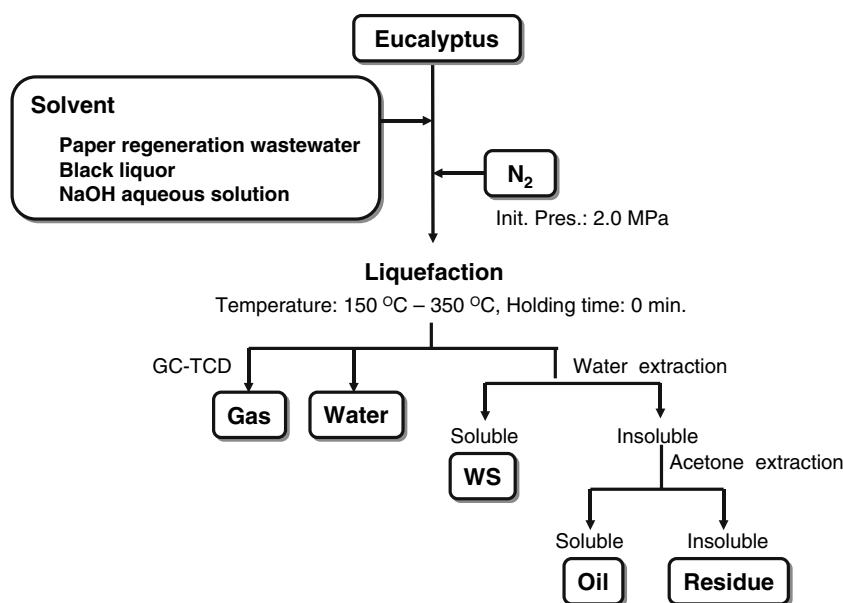 Eucalyptus
Solvent
Paper regeneration wastewater
Black liquor
NaOH aqueous solution
N₂
Init. Pres.: 2.0 MPa
Liquefaction
Temperature: 150 ᴼC – 350 ᴼC, Holding time: 0 min.
GC-TCD
Water extraction
Gas
Water
Soluble
Insoluble
WS
Acetone extraction
Soluble
Insoluble
Oil
Residue